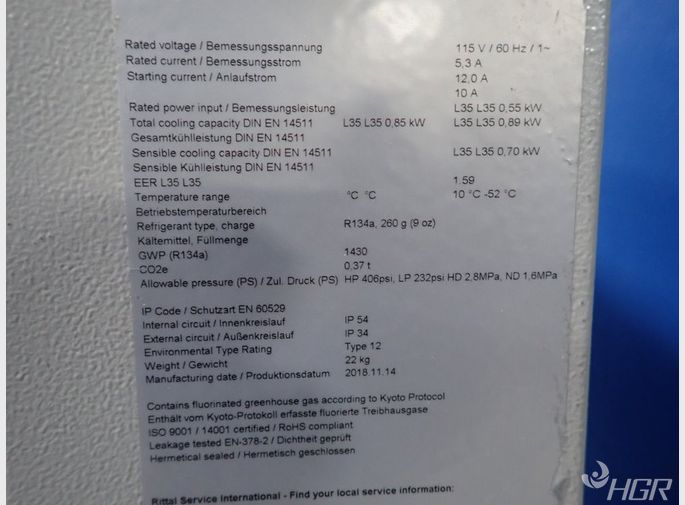 Rated voltage / Bemessungsspannung 115 V / 60 Hz / 1~
Rated current / Bemessungsstrom 5,3 A
Starting current / Anlaufstrom 12,0 A
10 A
Rated power input / Bemessungsleistung L35 L35 0,55 kW
Total cooling capacity DIN EN 14511 L35 L35 0,85 kW L35 L35 0,89 kW
Gesamtkühlleistung DIN EN 14511
Sensible cooling capacity DIN EN 14511 L35 L35 0,70 kW
Sensible Kühlleistung DIN EN 14511
EER L35 L35 1.59
Temperature range °C °C 10 °C -52 °C
Betriebstemperaturbereich
Refrigerant type, charge R134a, 260 g (9 oz)
Kältemittel, Füllmenge
GWP (R134a) 1430
CO2e 0,37 t
Allowable pressure (PS) / Zul. Druck (PS) HP 406psi, LP 232psi HD 2,8MPa, ND 1,6MPa
IP Code / Schutzart EN 60529
Internal circuit / Innenkreislauf IP 54
External circuit / Außenkreislauf IP 34
Environmental Type Rating Type 12
Weight / Gewicht 22 kg
Manufacturing date / Produktionsdatum 2018.11.14
Contains fluorinated greenhouse gas according to Kyoto Protocol
Enthält vom Kyoto-Protokoll erfasste fluorierte Treibhausgase
ISO 9001 / 14001 certified / RoHS compliant
Leakage tested EN-378-2 / Dichtheit geprüft
Hermetical sealed / Hermetisch geschlossen
Rittal Service International - Find your local service information:
HGR